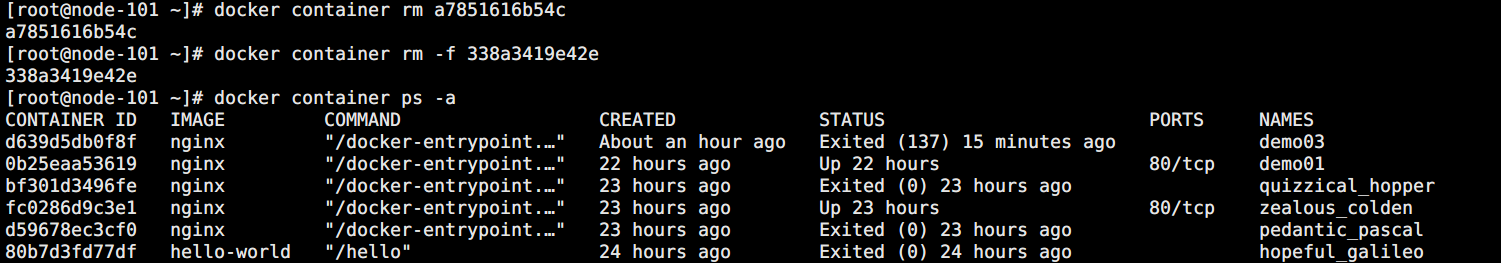 [root@node-101 ~]# docker container rm a7851616b54c
a7851616b54c
[root@node-101 ~]# docker container rm -f 338a3419e42e
338a3419e42e
[root@node-101 ~]# docker container ps -a
CONTAINER ID   IMAGE         COMMAND                  CREATED             STATUS                        PORTS     NAMES
d639d5db0f8f   nginx         "/docker-entrypoint.…"   About an hour ago   Exited (137) 15 minutes ago             demo03
0b25eaa53619   nginx         "/docker-entrypoint.…"   22 hours ago        Up 22 hours                   80/tcp    demo01
bf301d3496fe   nginx         "/docker-entrypoint.…"   23 hours ago        Exited (0) 23 hours ago                 quizzical_hopper
fc0286d9c3e1   nginx         "/docker-entrypoint.…"   23 hours ago        Up 23 hours                   80/tcp    zealous_colden
d59678ec3cf0   nginx         "/docker-entrypoint.…"   23 hours ago        Exited (0) 23 hours ago                 pedantic_pascal
80b7d3fd77df   hello-world   "/hello"                 24 hours ago        Exited (0) 24 hours ago                 hopeful_galileo